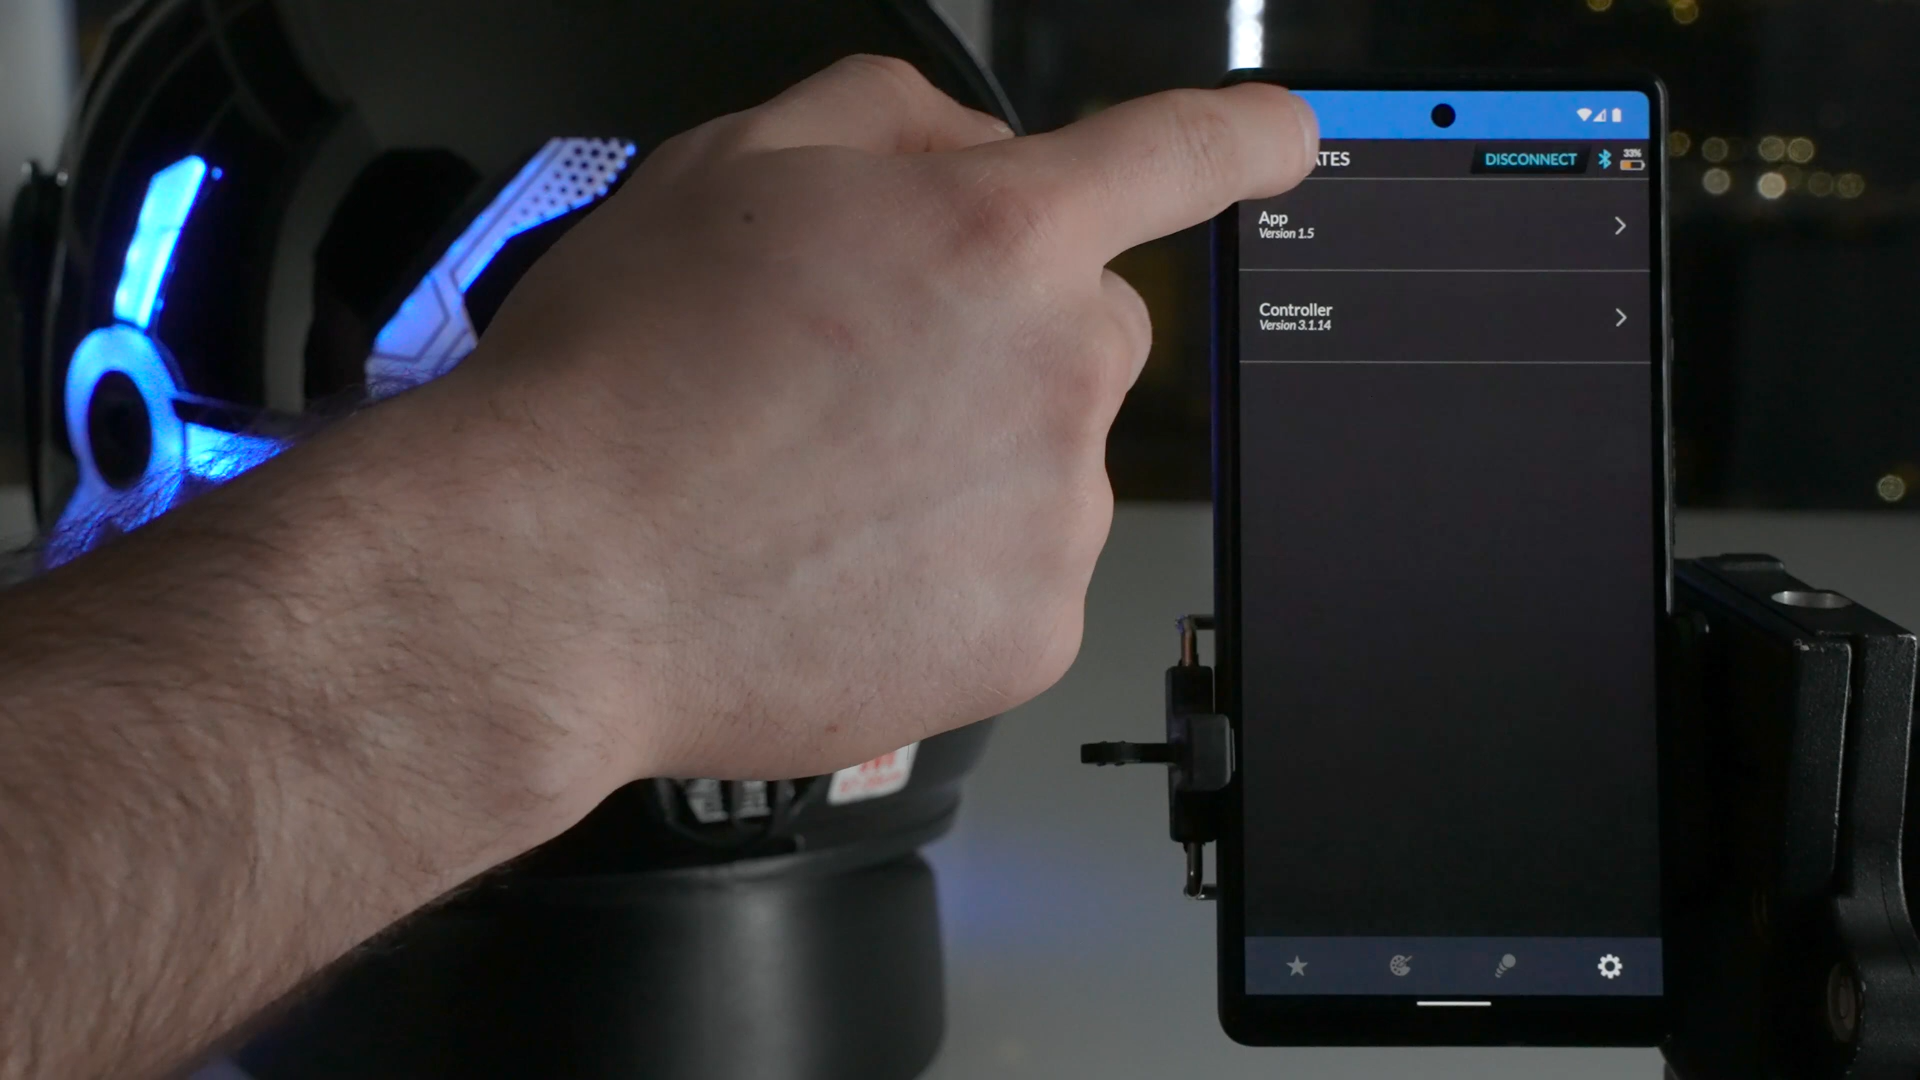 ATES
DISCONNECT
33%
App
Version 1.5
Controller
Version 3.1.14